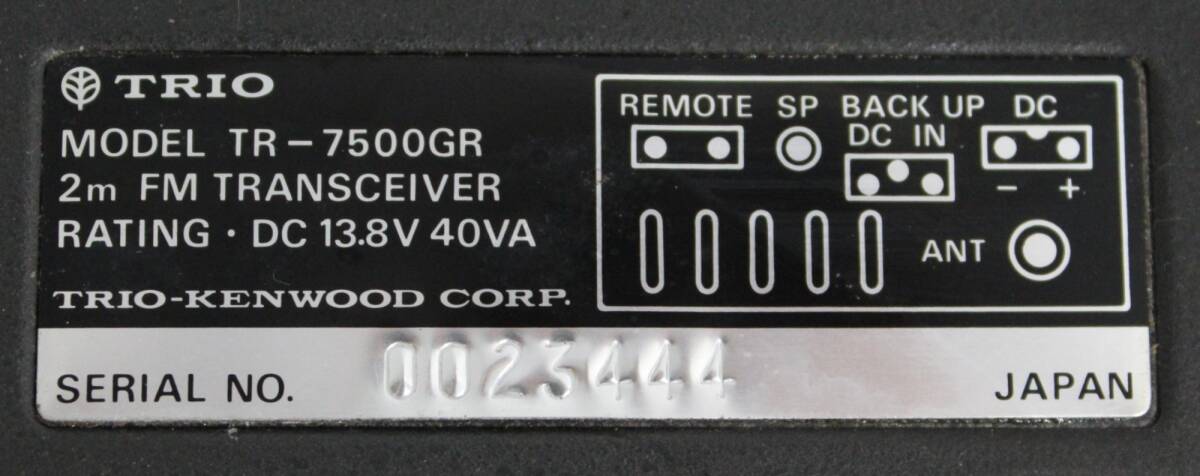 TRIO
MODEL TR-7500GR
2m FM TRANSCEIVER
RATING · DC 13.8V 40VA
TRIO-KENWOOD CORP.
REMOTE SP BACK UP DC
DC IN
- +
ANT
SERIAL NO. 0023444 JAPAN